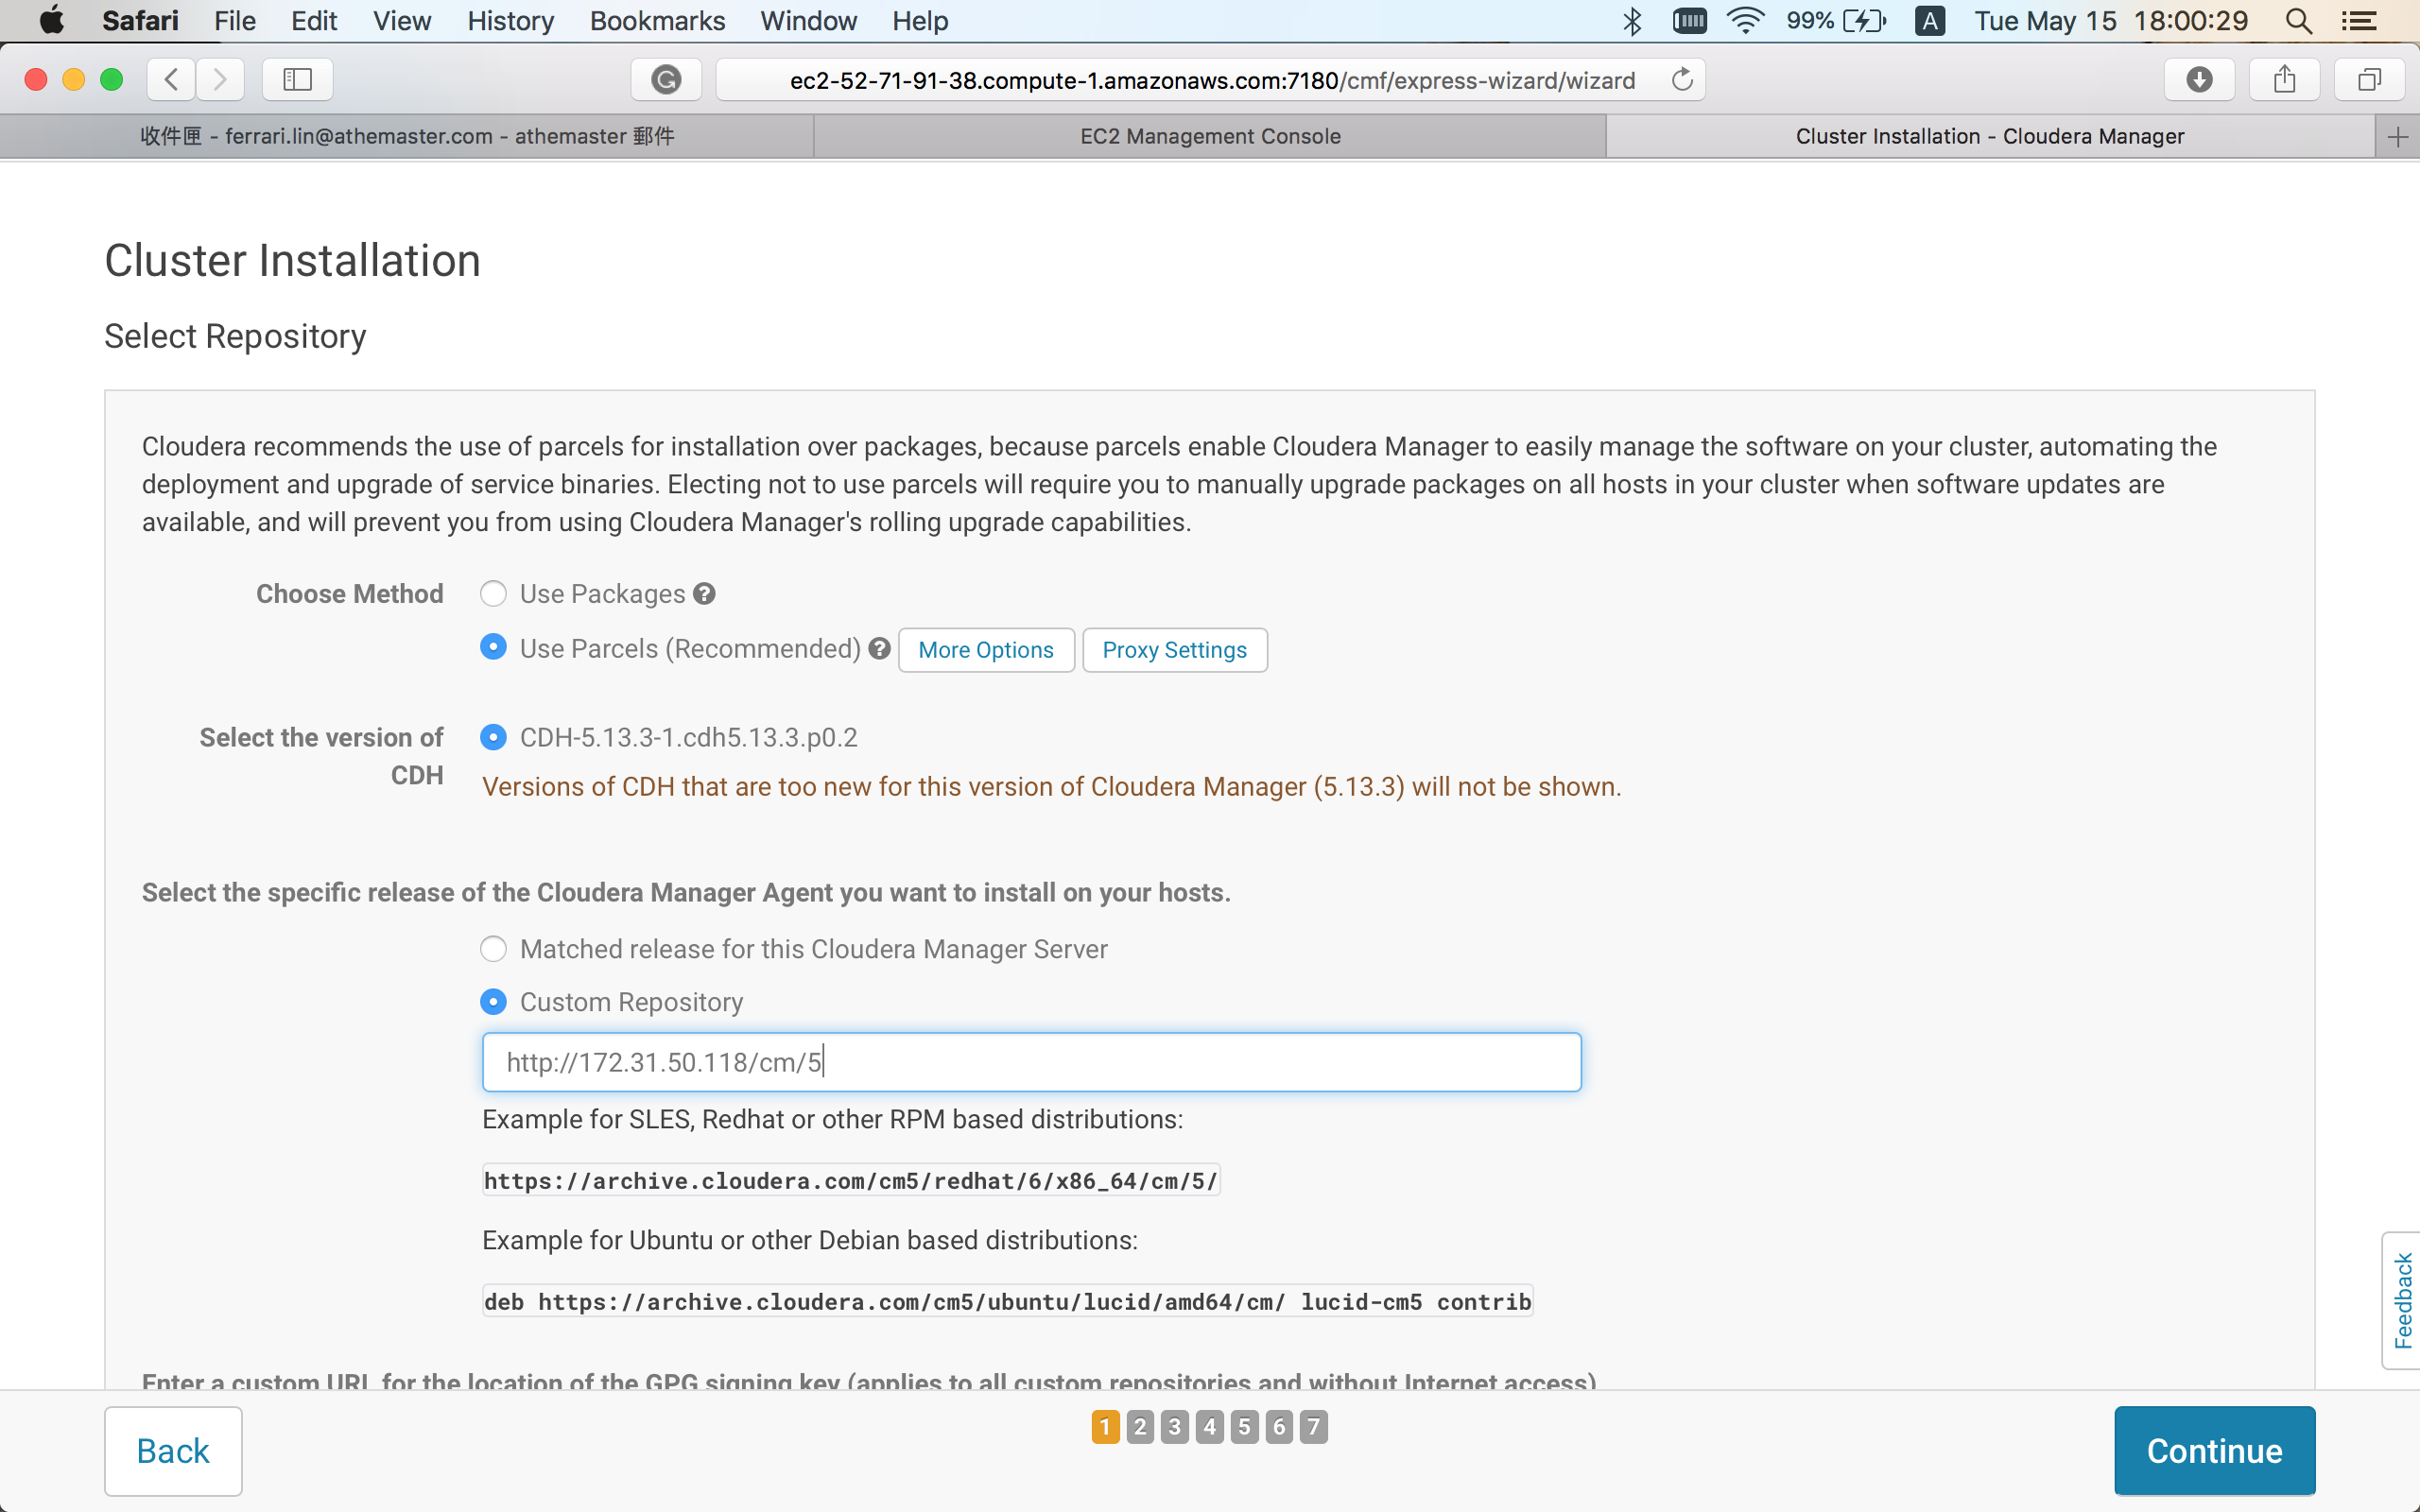 Safari File Edit View History Bookmarks Window Help 99% A Tue May 15 18:00:29
ec2-52-71-91-38.compute-1.amazonaws.com:7180/cmf/express-wizard/wizard
收件匣 - ferrari.lin@athemaster.com - athemaster 郵件 EC2 Management Console Cluster Installation - Cloudera Manager
Cluster Installation
Select Repository
Cloudera recommends the use of parcels for installation over packages, because parcels enable Cloudera Manager to easily manage the software on your cluster, automating the
deployment and upgrade of service binaries. Electing not to use parcels will require you to manually upgrade packages on all hosts in your cluster when software updates are
available, and will prevent you from using Cloudera Manager's rolling upgrade capabilities.
Choose Method Use Packages ?
Use Parcels (Recommended) ? More Options Proxy Settings
Select the version of CDH-5.13.3-1.cdh5.13.3.p0.2
CDH
Versions of CDH that are too new for this version of Cloudera Manager (5.13.3) will not be shown.
Select the specific release of the Cloudera Manager Agent you want to install on your hosts.
Matched release for this Cloudera Manager Server
Custom Repository
http://172.31.50.118/cm/5
Example for SLES, Redhat or other RPM based distributions:
https://archive.cloudera.com/cm5/redhat/6/x86_64/cm/5/
Example for Ubuntu or other Debian based distributions:
deb https://archive.cloudera.com/cm5/ubuntu/lucid/amd64/cm/ lucid-cm5 contrib
Feedback
Enter a custom URL for the location of the GPG signing key (applies to all custom repositories and without Internet access)
Back 1 2 3 4 5 6 7 Continue